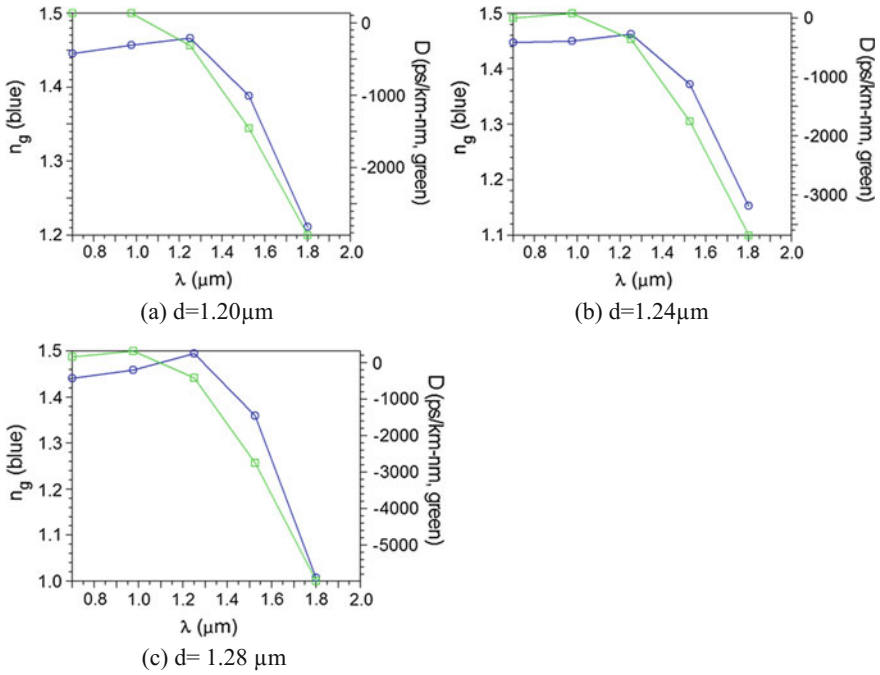 1.5
1.4
1.3
1.2
n_g (blue)
0.8 1.0 1.2 1.4 1.6 1.8 2.0
λ (μm)
0
-1000
-2000
D (ps/km-nm, green)
(a) d=1.20μm
1.5
1.4
1.3
1.2
1.1
n_g (blue)
0.8 1.0 1.2 1.4 1.6 1.8 2.0
λ (μm)
0
-1000
-2000
-3000
D (ps/km-nm, green)
(b) d=1.24μm
1.5
1.4
1.3
1.2
1.1
1.0
n_g (blue)
0.8 1.0 1.2 1.4 1.6 1.8 2.0
λ (μm)
0
-1000
-2000
-3000
-4000
-5000
D (ps/km-nm, green)
(c) d= 1.28 μm